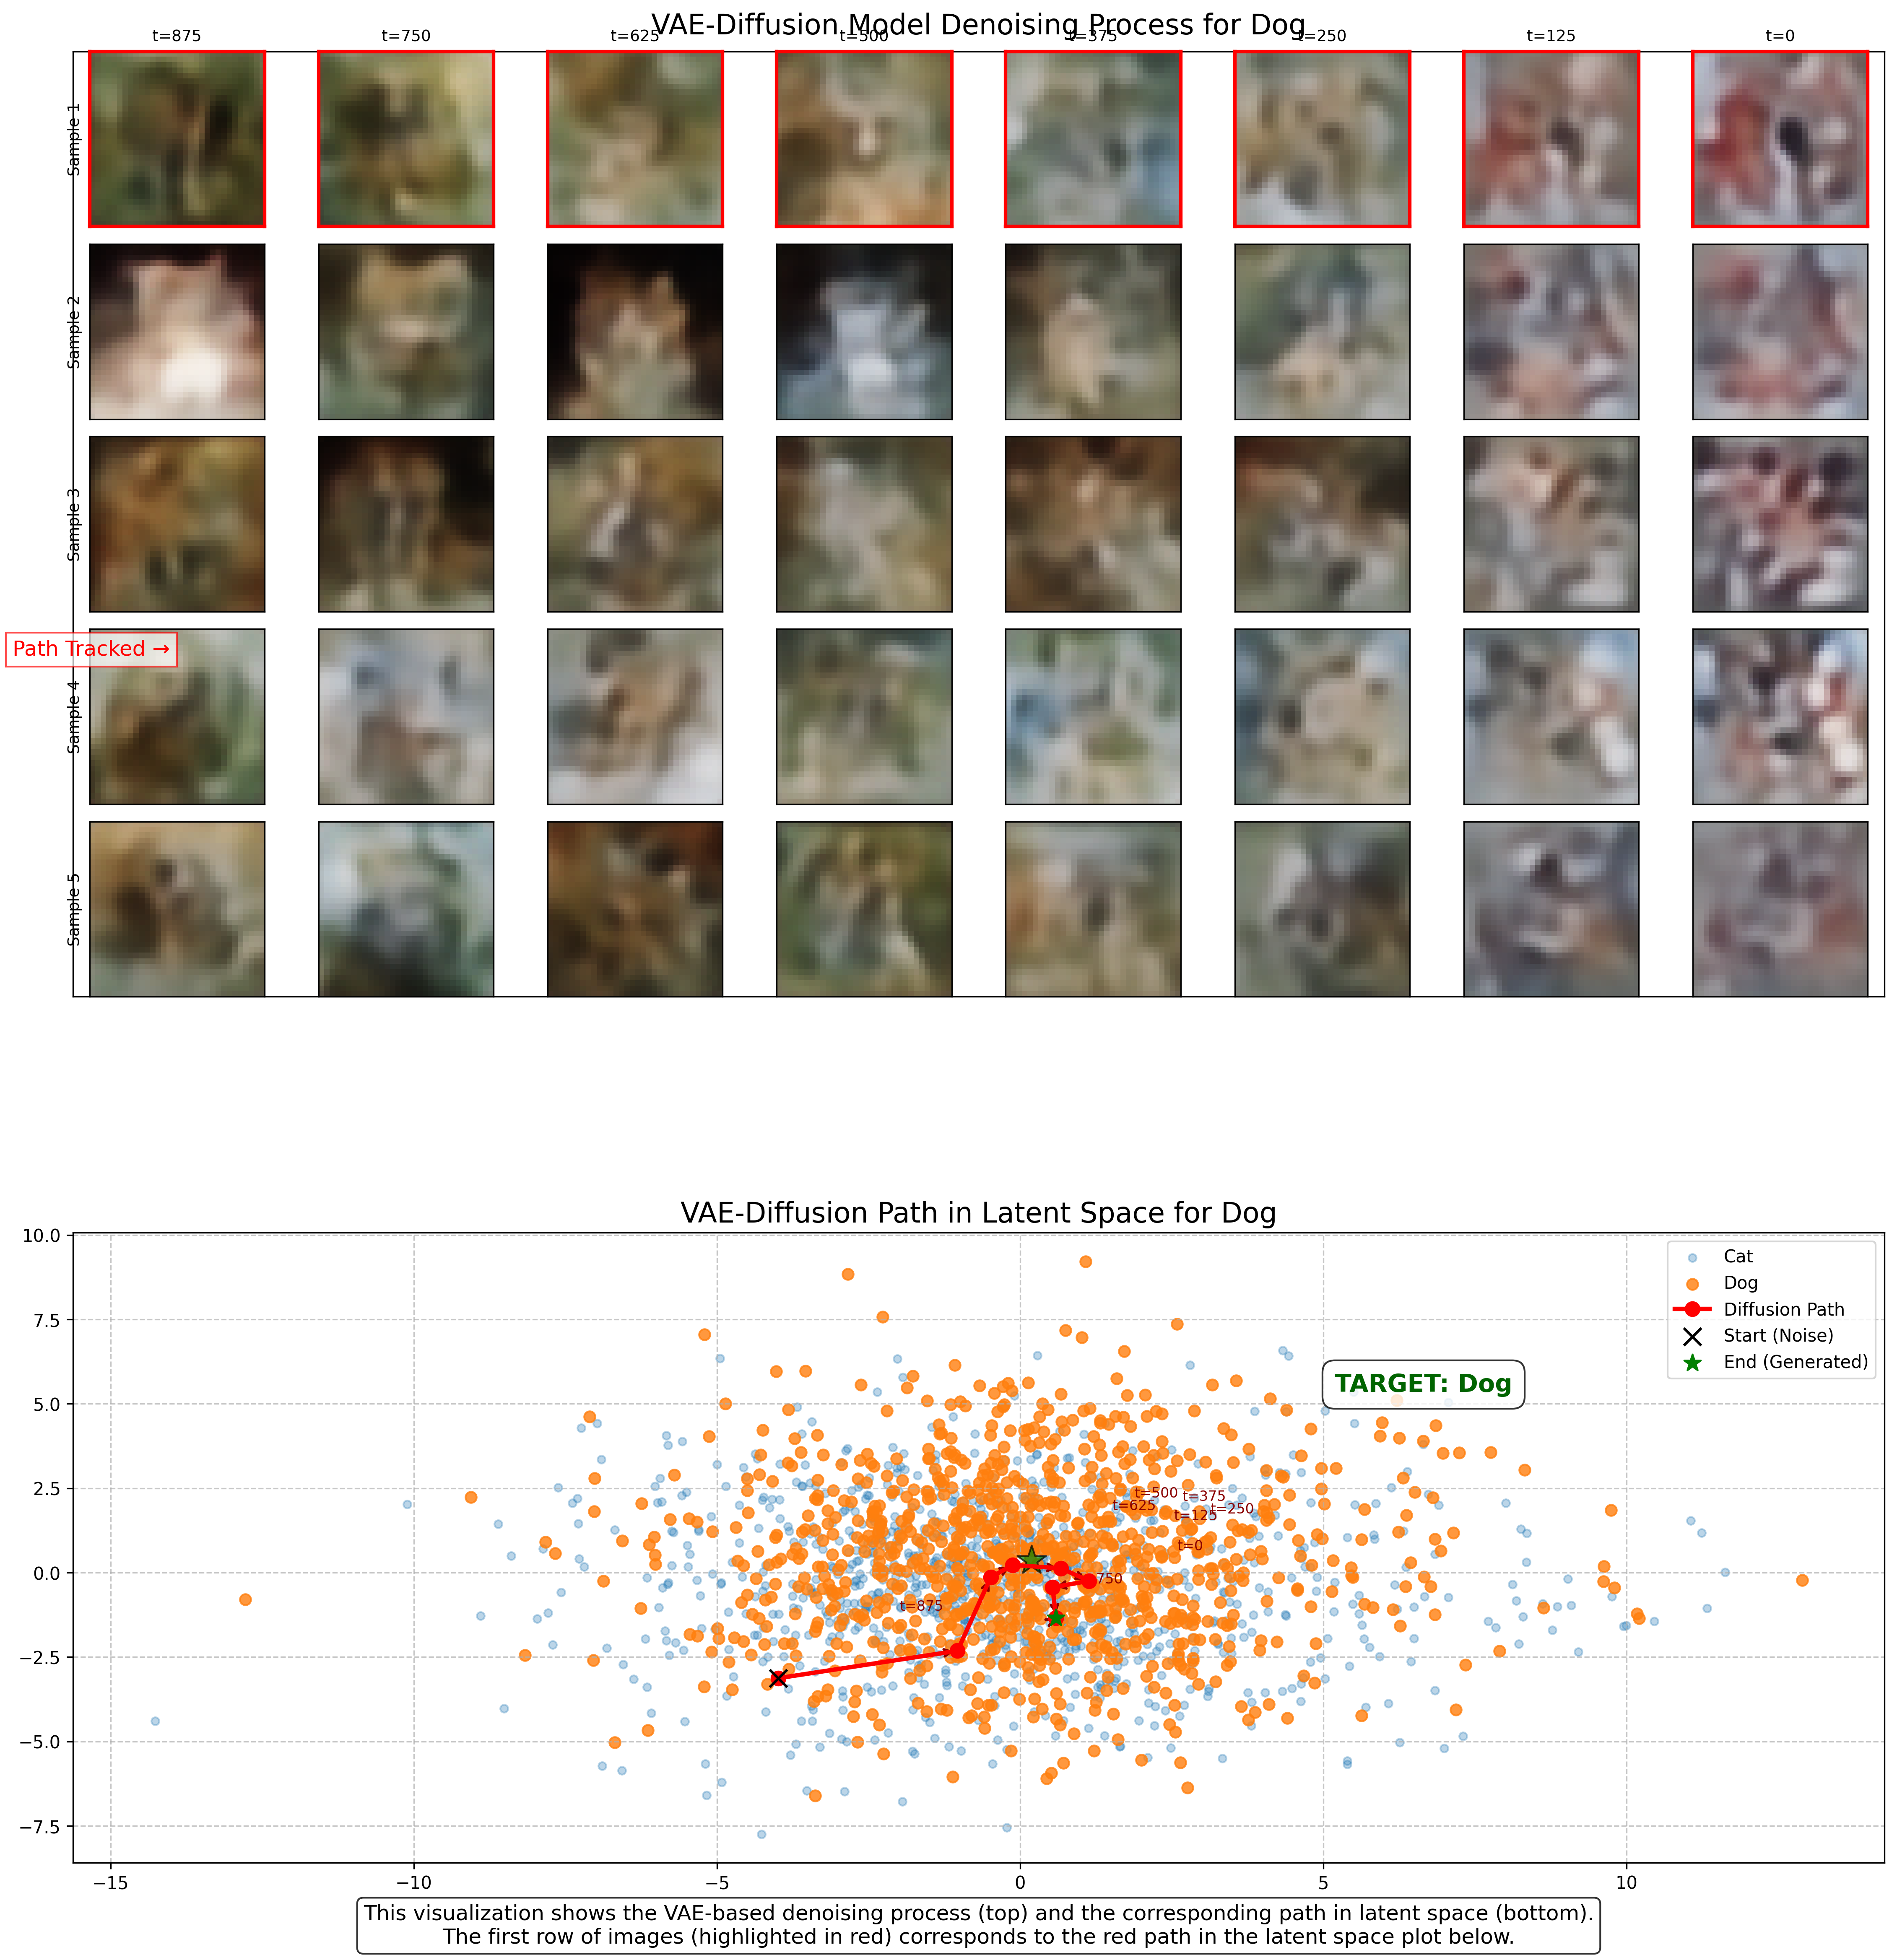 VAE-Diffusion Model Denoising Process for Dog
t=875
t=750
t=625
t=500
t=375
t=250
t=125
t=0
Sample 1
Sample 2
Sample 3
Path Tracked →
Sample 4
Sample 5
VAE-Diffusion Path in Latent Space for Dog
10.0
7.5
5.0
2.5
0.0
−2.5
−5.0
−7.5
Cat
Dog
Diffusion Path
Start (Noise)
End (Generated)
TARGET: Dog
t=500
t=375
t=625
t=250
t=125
t=0
750
t=875
−15
−10
−5
0
5
10
This visualization shows the VAE-based denoising process (top) and the corresponding path in latent space (bottom).
The first row of images (highlighted in red) corresponds to the red path in the latent space plot below.